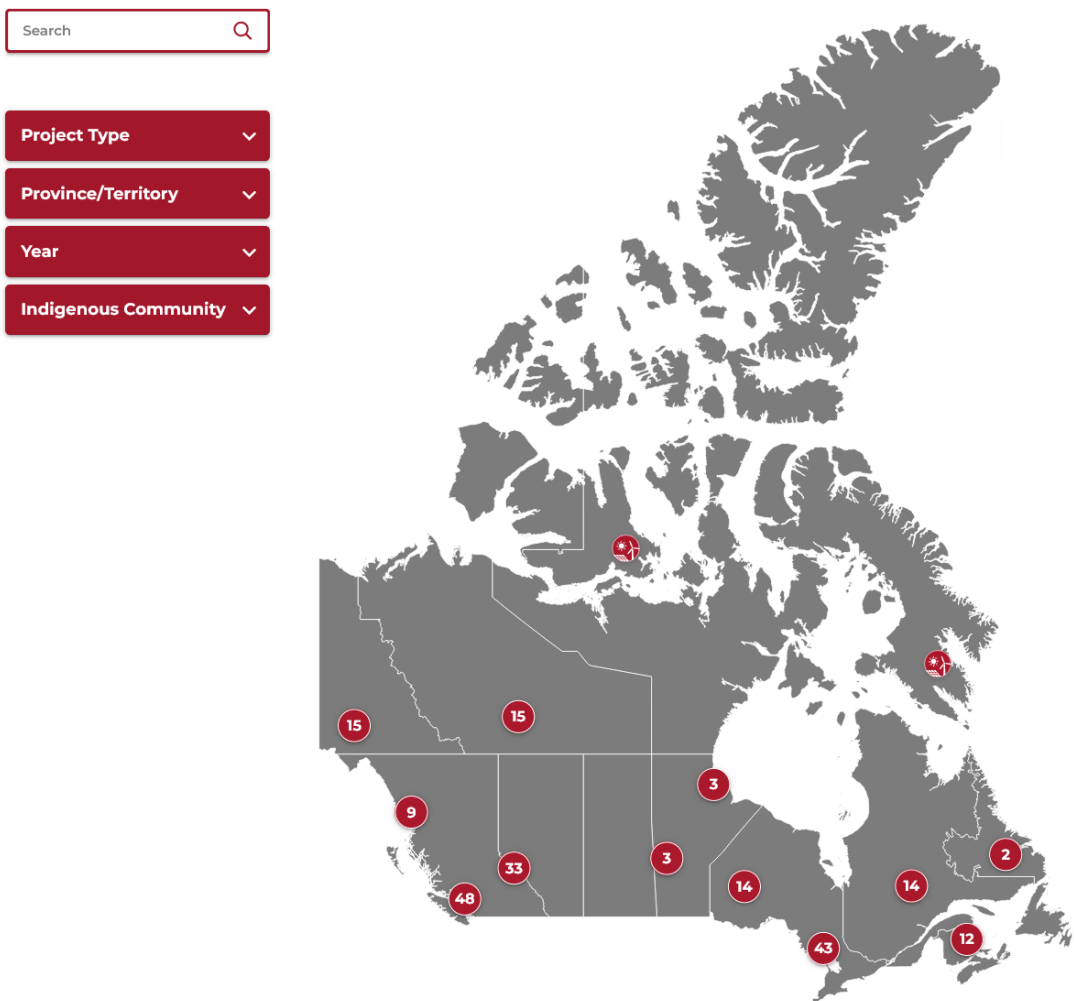 Search
Project Type
Province/Territory
Year
Indigenous Community
15
15
3
9
3
2
33
14
14
48
12
43